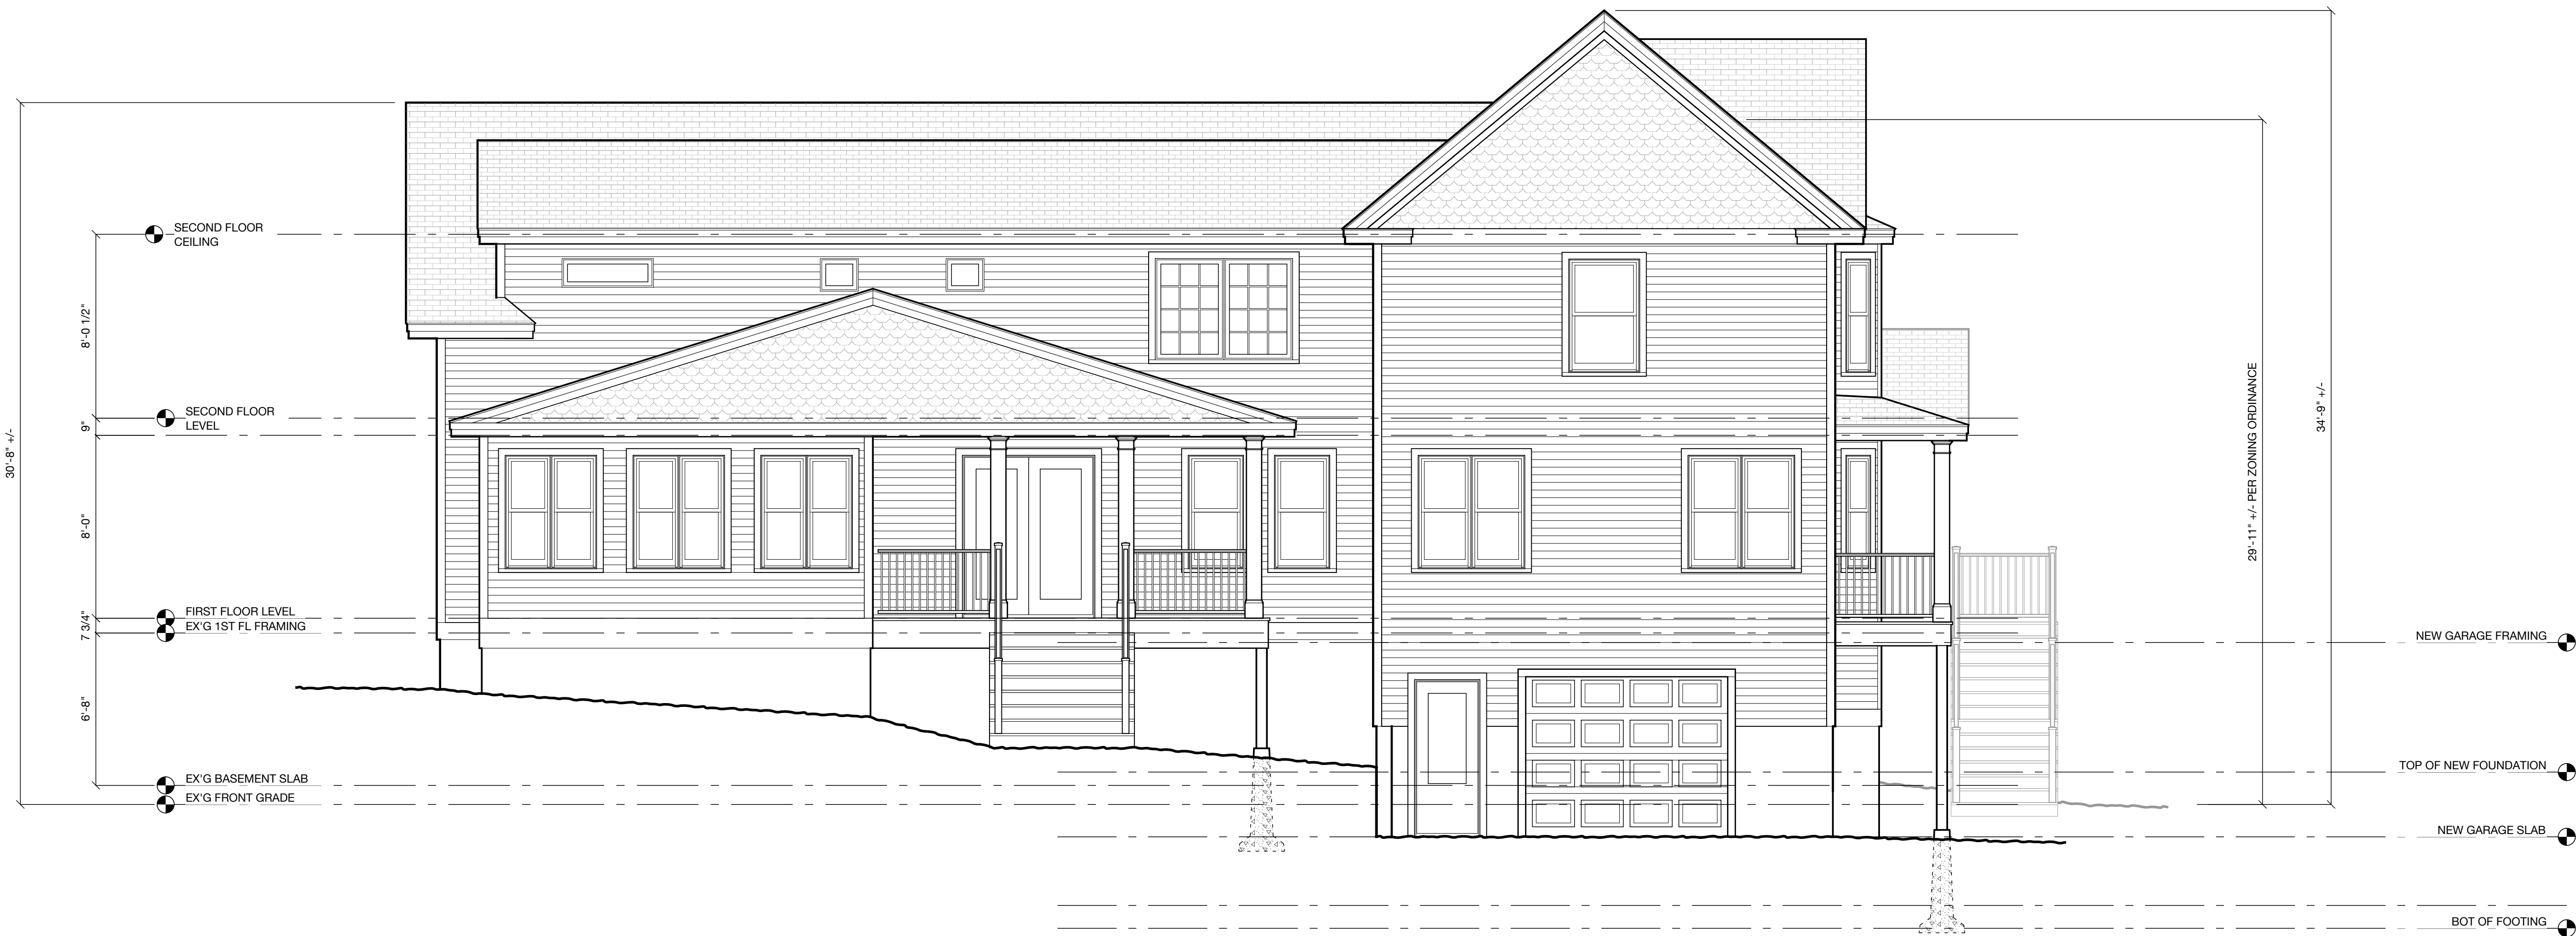 SECOND FLOOR
CEILING
8'-0 1/2"
SECOND FLOOR
LEVEL
9"
30'-8" +/-
8'-0"
FIRST FLOOR LEVEL
EX'G 1ST FL FRAMING
7 3/4"
6'-8"
EX'G BASEMENT SLAB
EX'G FRONT GRADE
34'-9" +/-
29'-11" +/- PER ZONING ORDINANCE
NEW GARAGE FRAMING
TOP OF NEW FOUNDATION
NEW GARAGE SLAB
BOT OF FOOTING